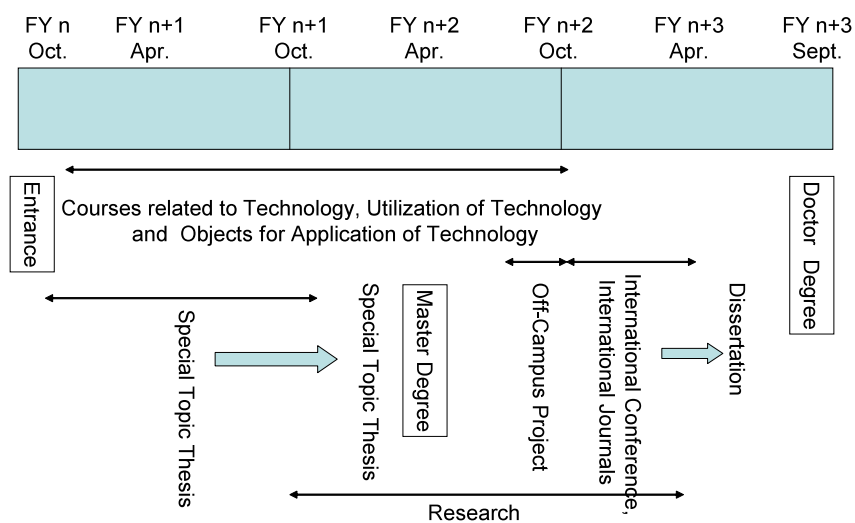 FY n
Oct.
FY n+1
Apr.
FY n+1
Oct.
FY n+2
Apr.
FY n+2
Oct.
FY n+3
Apr.
FY n+3
Sept.
Entrance
Courses related to Technology, Utilization of Technology
and Objects for Application of Technology
Doctor Degree
Special Topic Thesis
Special Topic Thesis
Master Degree
Off-Campus Project
International Conference,
International Journals
Dissertation
Research